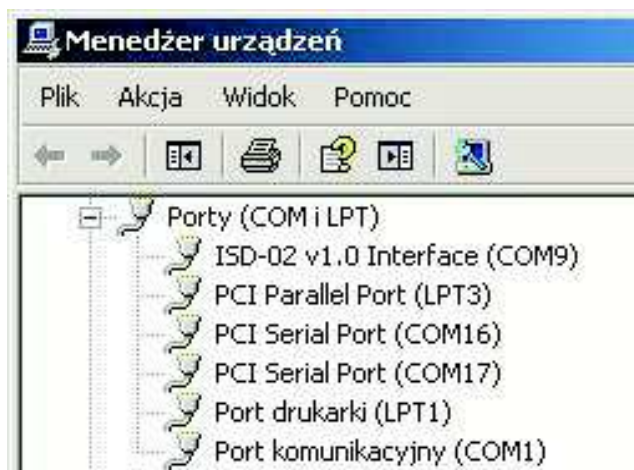 Menedżer urządzeń
Plik Akcja Widok Pomoc
Porty (COM i LPT)
ISD-02 v1.0 Interface (COM9)
PCI Parallel Port (LPT3)
PCI Serial Port (COM16)
PCI Serial Port (COM17)
Port drukarki (LPT1)
Port komunikacyjny (COM1)